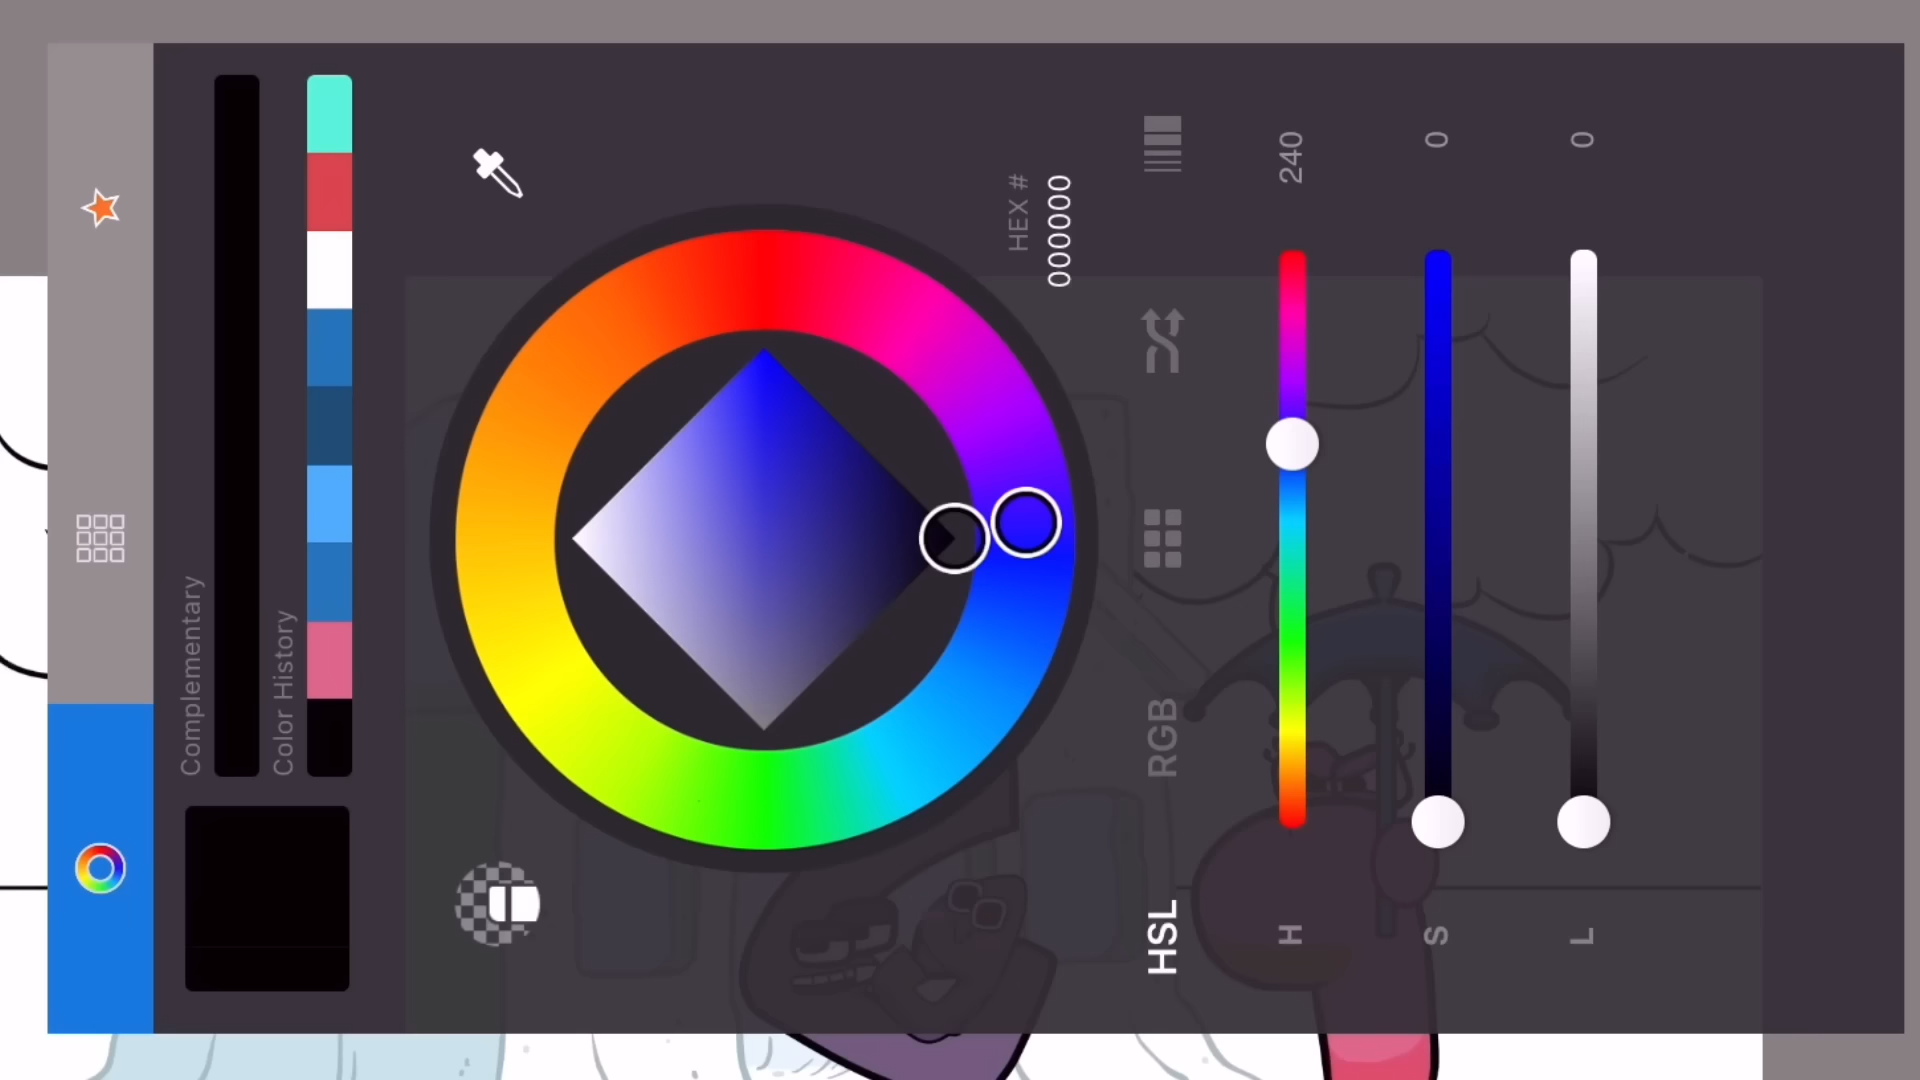 Complementary
Color History
HEX #
000000
HSL
RGB
H
240
S
0
L
0